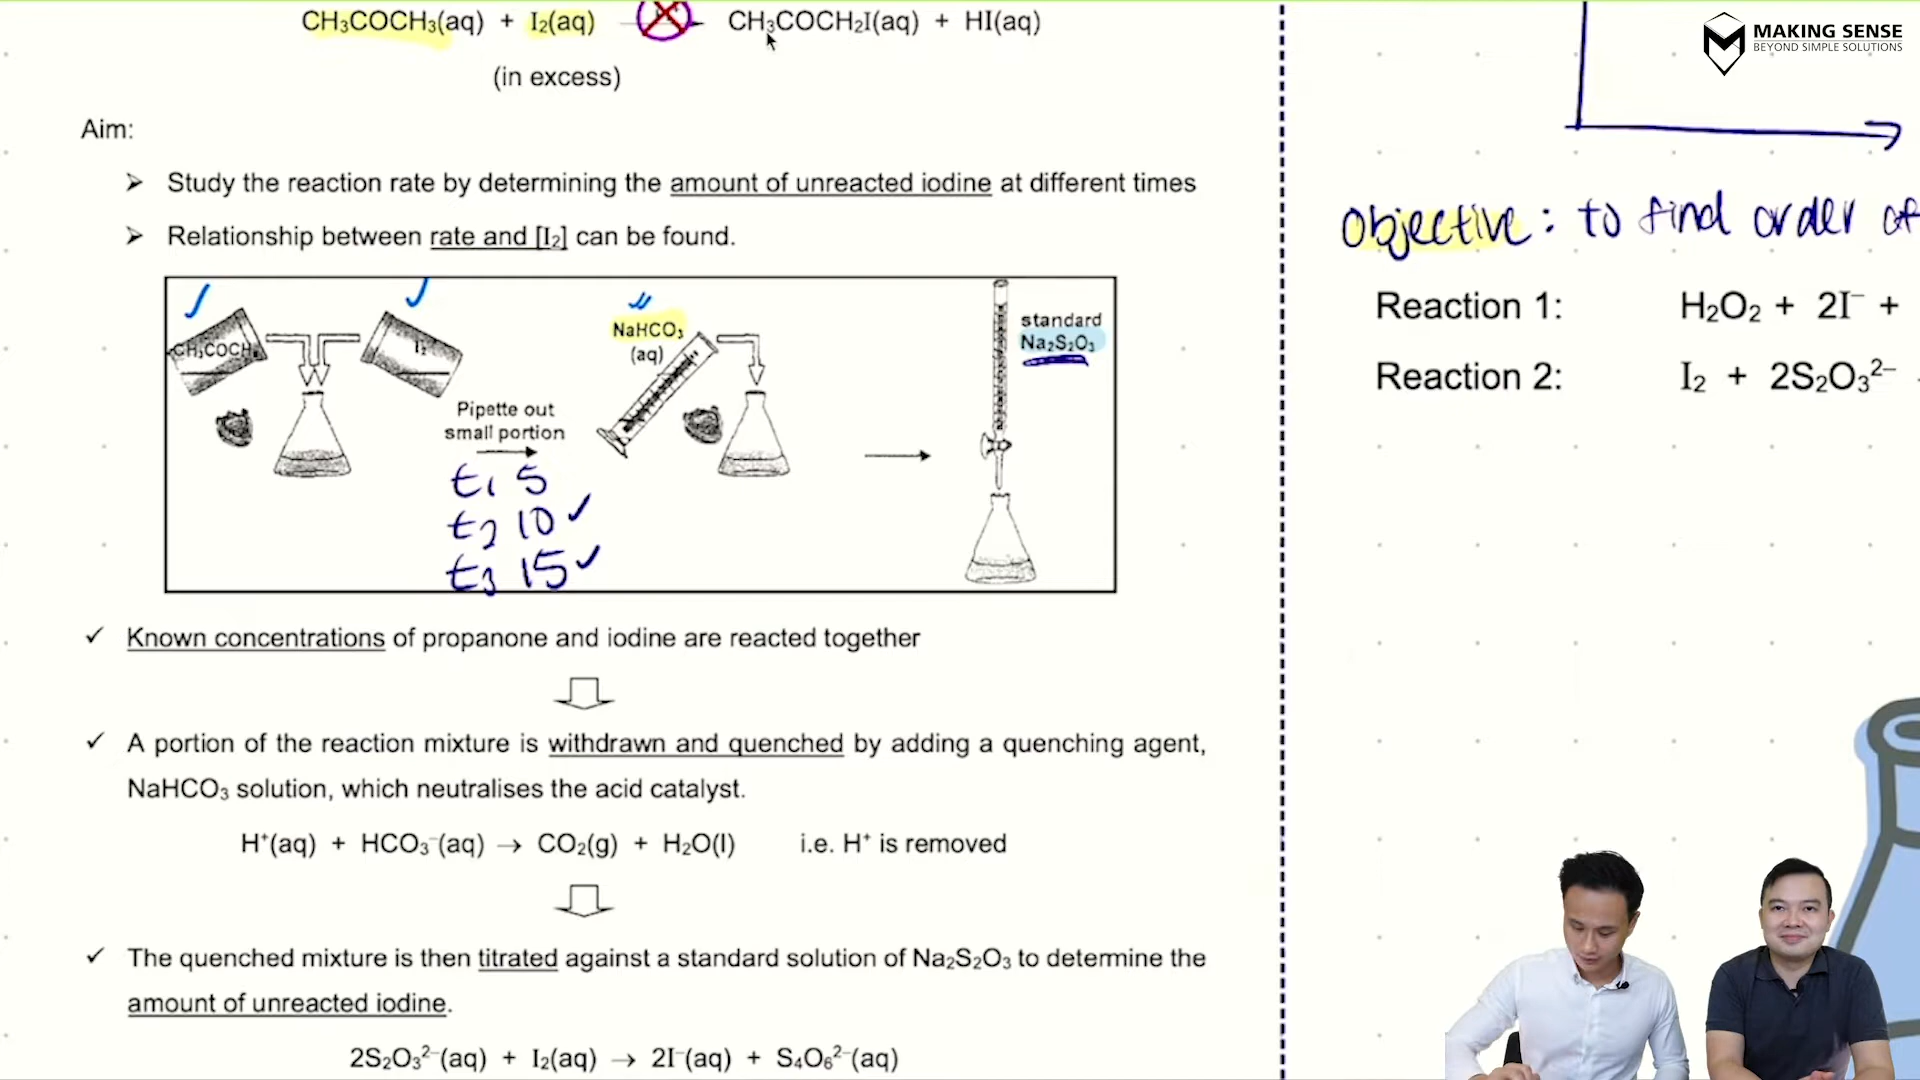 CH₃COCH₃(aq) + I₂(aq) CH₃COCH₂I(aq) + HI(aq)
(in excess)
Aim:
➢ Study the reaction rate by determining the amount of unreacted iodine at different times
➢ Relationship between rate and [I₂] can be found.
CH₃COCH₃
I₂
Pipette out
small portion
t₁ 5
t₂ 10 ✓
t₃ 15 ✓
NaHCO₃
(aq)
standard
Na₂S₂O₃
✓ Known concentrations of propanone and iodine are reacted together
✓ A portion of the reaction mixture is withdrawn and quenched by adding a quenching agent,
NaHCO₃ solution, which neutralises the acid catalyst.
H⁺(aq) + HCO₃⁻(aq) → CO₂(g) + H₂O(l) i.e. H⁺ is removed
✓ The quenched mixture is then titrated against a standard solution of Na₂S₂O₃ to determine the
amount of unreacted iodine.
2S₂O₃²⁻(aq) + I₂(aq) → 2I⁻(aq) + S₄O₆²⁻(aq)
MAKING SENSE
BEYOND SIMPLE SOLUTIONS
Objective: to find order of
Reaction 1: H₂O₂ + 2I⁻ +
Reaction 2: I₂ + 2S₂O₃²⁻